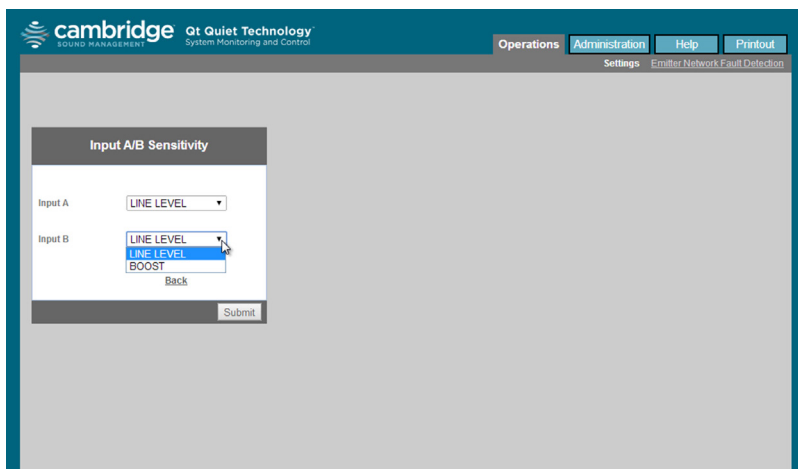 cambridge
SOUND MANAGEMENT
Qt Quiet Technology
System Monitoring and Control
Operations Administration Help Printout
Settings Emitter Network Fault Detection
Input A/B Sensitivity
Input A LINE LEVEL
Input B LINE LEVEL
LINE LEVEL
BOOST
Back
Submit